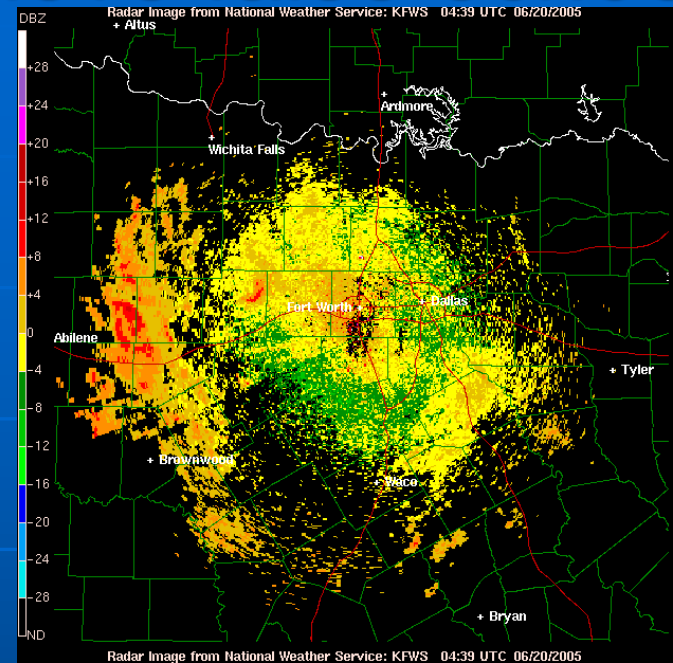 Radar Image from National Weather Service: KFWS 04:39 UTC 06/20/2005
DBZ
Altus
+28
+24
Ardmore
+20
Wichita Falls
+16
+12
+8
+4
Fort Worth
Dallas
0
Abilene
-4
Tyler
-8
-12
Brownwood
-16
Waco
-20
-24
-28
Bryan
ND
Radar Image from National Weather Service: KFWS 04:39 UTC 06/20/2005